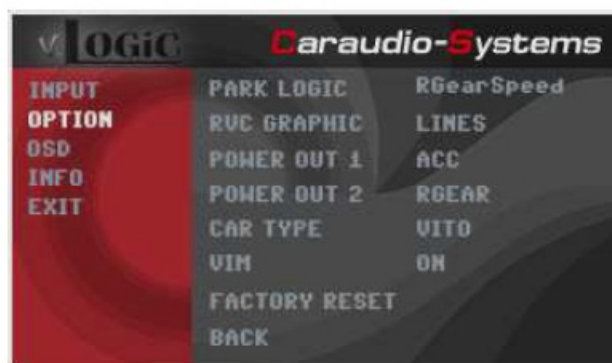 v.LOGiC Caraudio-Systems
INPUT
OPTION
OSD
INFO
EXIT
PARK LOGIC RGearSpeed
RVC GRAPHIC LINES
POWER OUT 1 ACC
POWER OUT 2 RGEAR
CAR TYPE VITO
VIM ON
FACTORY RESET
BACK